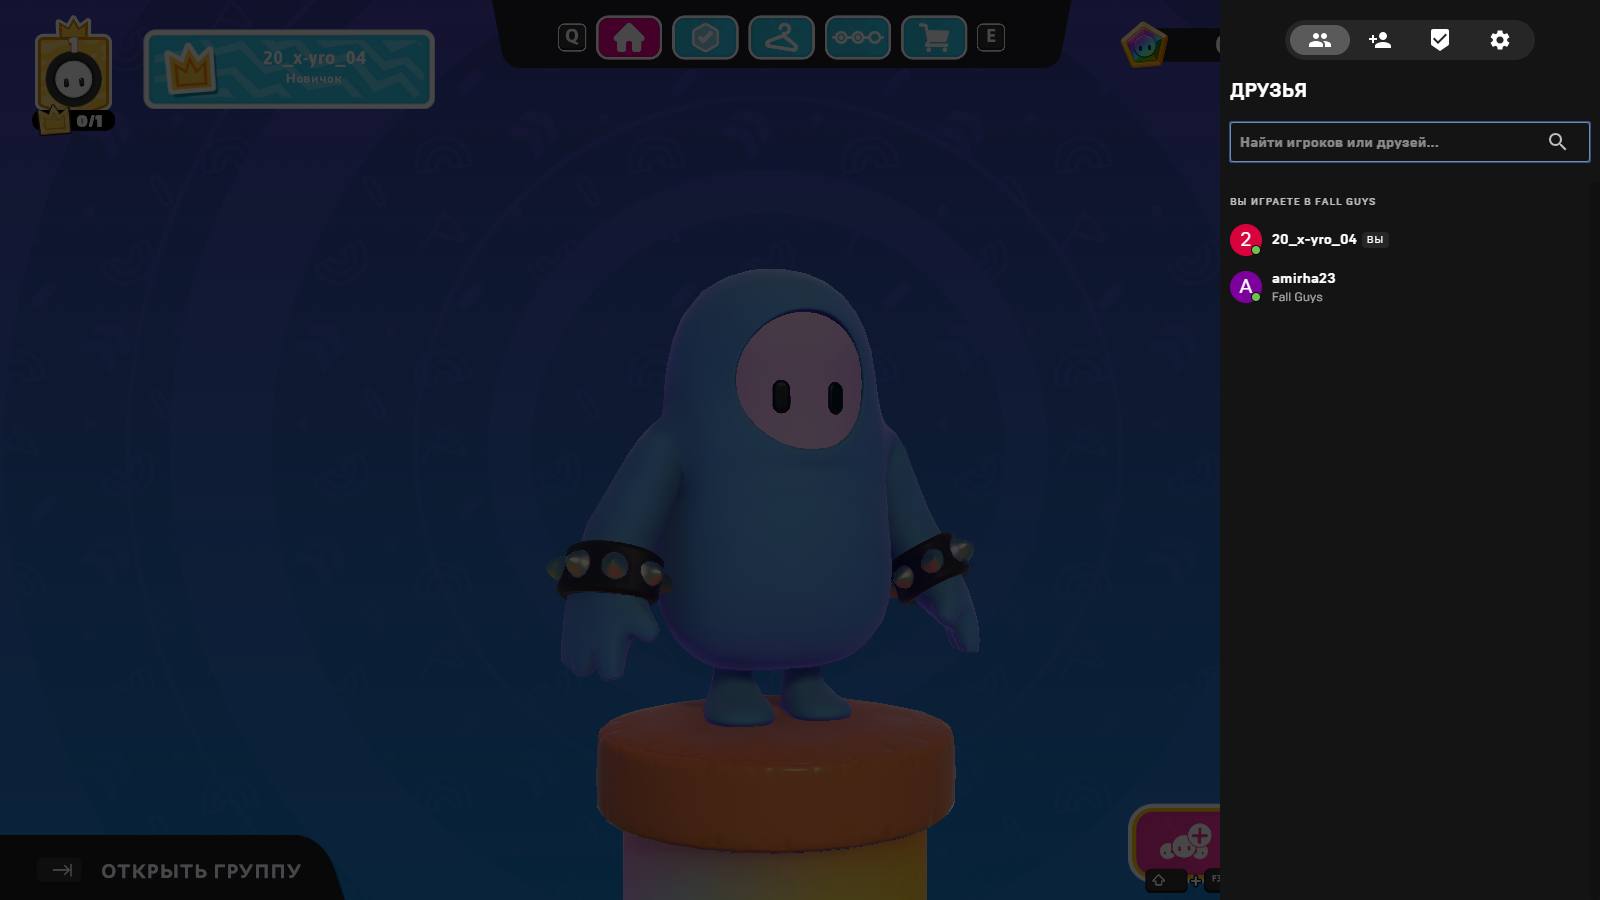 1
0/1
20_x-yro_04
Новичок
Q
E
ДРУЗЬЯ
Найти игроков или друзей...
ВЫ ИГРАЕТЕ В FALL GUYS
2
20_x-yro_04 ВЫ
A
amirha23
Fall Guys
ОТКРЫТЬ ГРУППУ
+